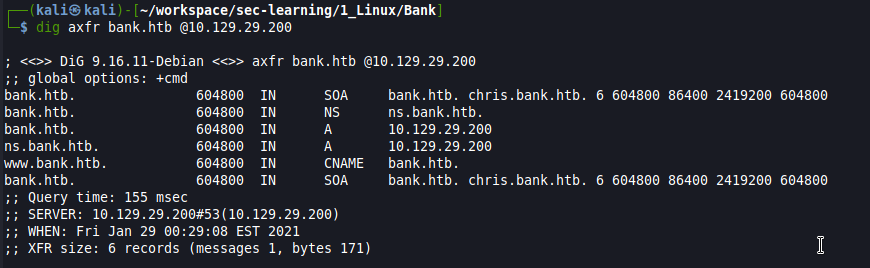 ┌──(kali㉿kali)-[~/workspace/sec-learning/1_Linux/Bank]
└─$ dig axfr bank.htb @10.129.29.200
; <<>> DiG 9.16.11-Debian <<>> axfr bank.htb @10.129.29.200
;; global options: +cmd
bank.htb. 604800 IN SOA bank.htb. chris.bank.htb. 6 604800 86400 2419200 604800
bank.htb. 604800 IN NS ns.bank.htb.
bank.htb. 604800 IN A 10.129.29.200
ns.bank.htb. 604800 IN A 10.129.29.200
www.bank.htb. 604800 IN CNAME bank.htb.
bank.htb. 604800 IN SOA bank.htb. chris.bank.htb. 6 604800 86400 2419200 604800
;; Query time: 155 msec
;; SERVER: 10.129.29.200#53(10.129.29.200)
;; WHEN: Fri Jan 29 00:29:08 EST 2021
;; XFR size: 6 records (messages 1, bytes 171)